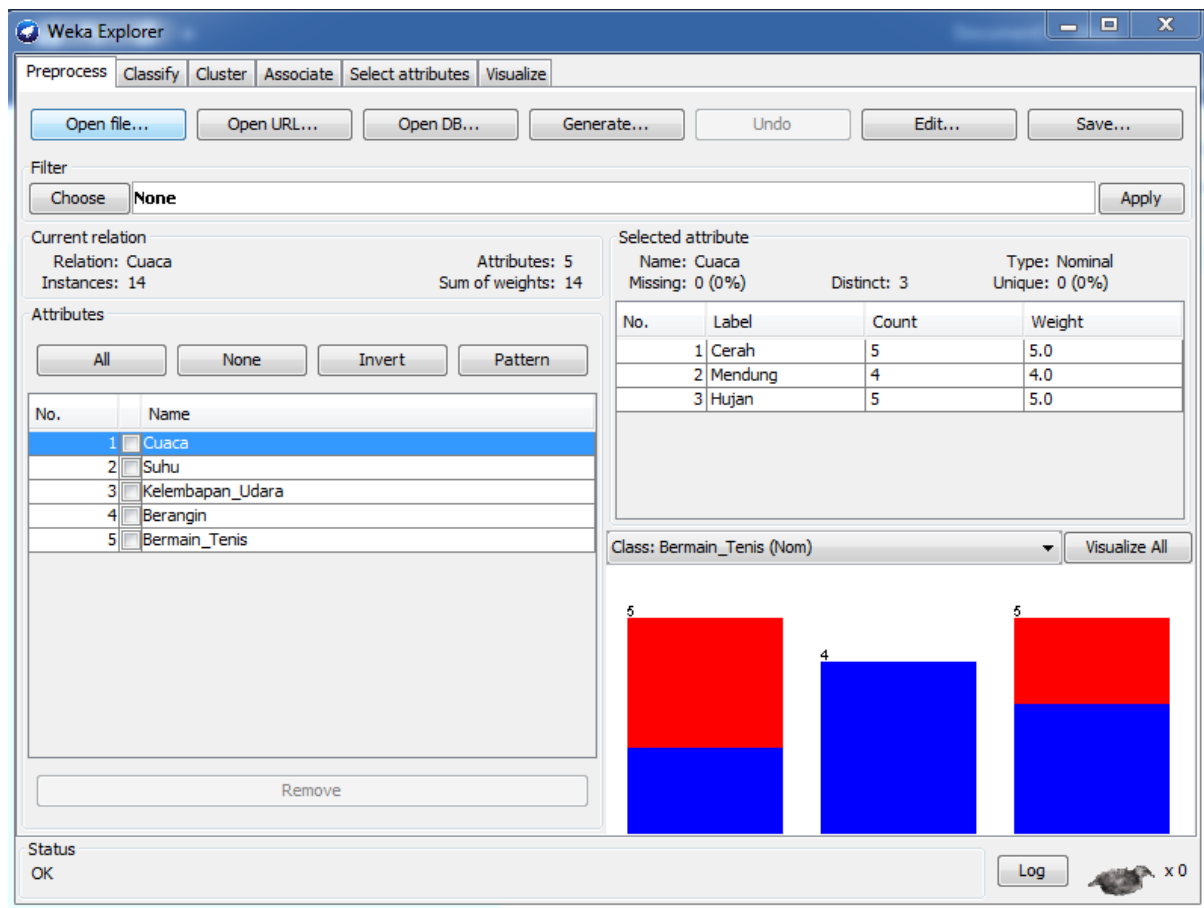 Weka Explorer
Preprocess Classify Cluster Associate Select attributes Visualize
Open file... Open URL... Open DB... Generate... Undo Edit... Save...
Filter
Choose None Apply
Current relation
Relation: Cuaca Attributes: 5
Instances: 14 Sum of weights: 14
Attributes
All None Invert Pattern
No. Name
1 Cuaca
2 Suhu
3 Kelembapan_Udara
4 Berangin
5 Bermain_Tenis
Remove
Selected attribute
Name: Cuaca Type: Nominal
Missing: 0 (0%) Distinct: 3 Unique: 0 (0%)
No. Label Count Weight
1 Cerah 5 5.0
2 Mendung 4 4.0
3 Hujan 5 5.0
Class: Bermain_Tenis (Nom) Visualize All
5 4 5
Status
OK Log x 0